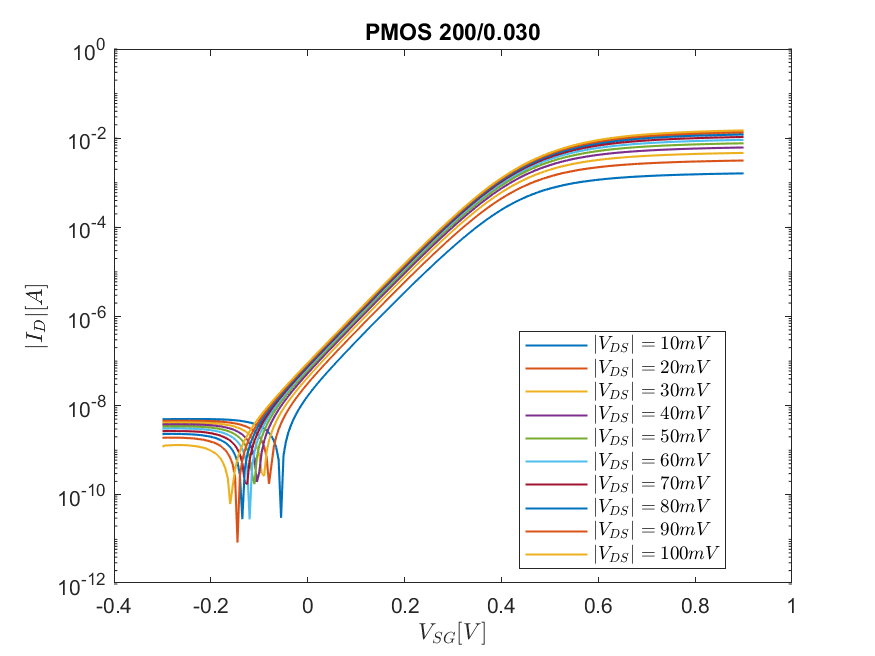 PMOS 200/0.030
10^0
10^-2
10^-4
10^-6
10^-8
10^-10
10^-12
|I_D|[A]
-0.4 -0.2 0 0.2 0.4 0.6 0.8 1
V_SG[V]
|V_DS| = 10mV
|V_DS| = 20mV
|V_DS| = 30mV
|V_DS| = 40mV
|V_DS| = 50mV
|V_DS| = 60mV
|V_DS| = 70mV
|V_DS| = 80mV
|V_DS| = 90mV
|V_DS| = 100mV